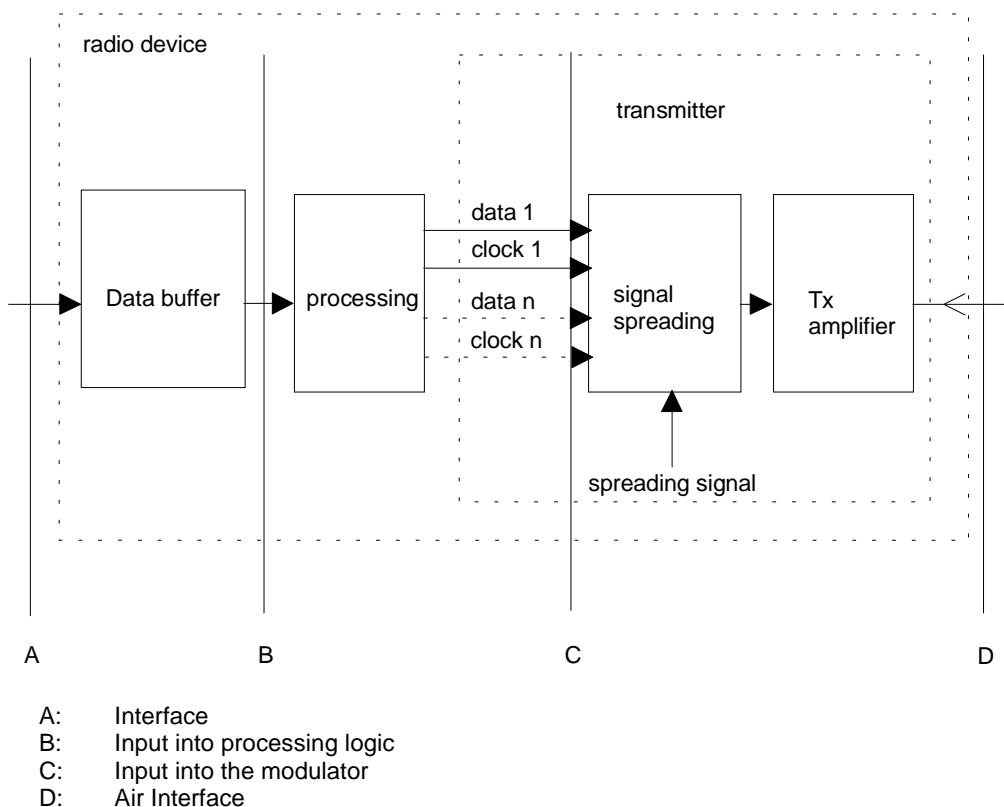 radio device
transmitter
data 1
clock 1
Data buffer
processing
data n
clock n
signal
spreading
Tx
amplifier
spreading signal
A B C D
A: Interface
B: Input into processing logic
C: Input into the modulator
D: Air Interface